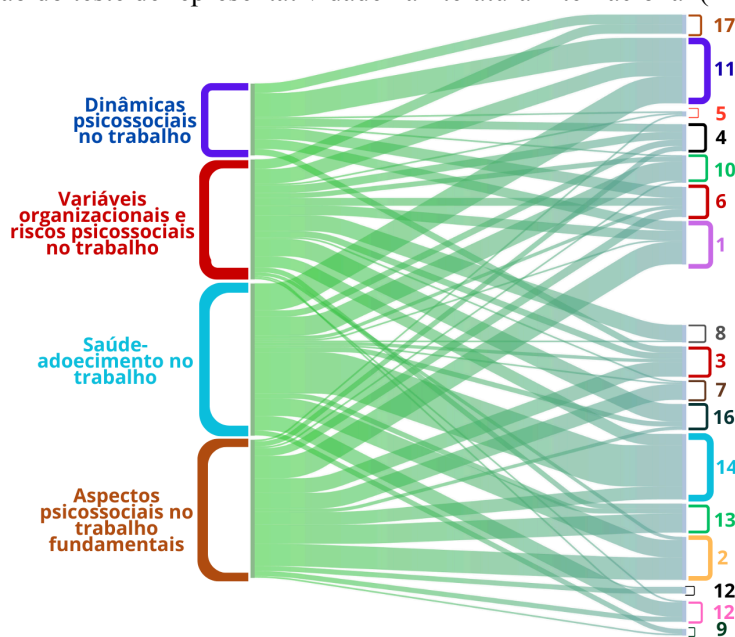 Dinâmicas
psicossociais
no trabalho
Variáveis
organizacionais e
riscos psicossociais
no trabalho
Saúde-
adoecimento no
trabalho
Aspectos
psicossociais no
trabalho
fundamentais
17
11
5
4
10
6
1
8
3
7
16
14
13
2
12
12
9